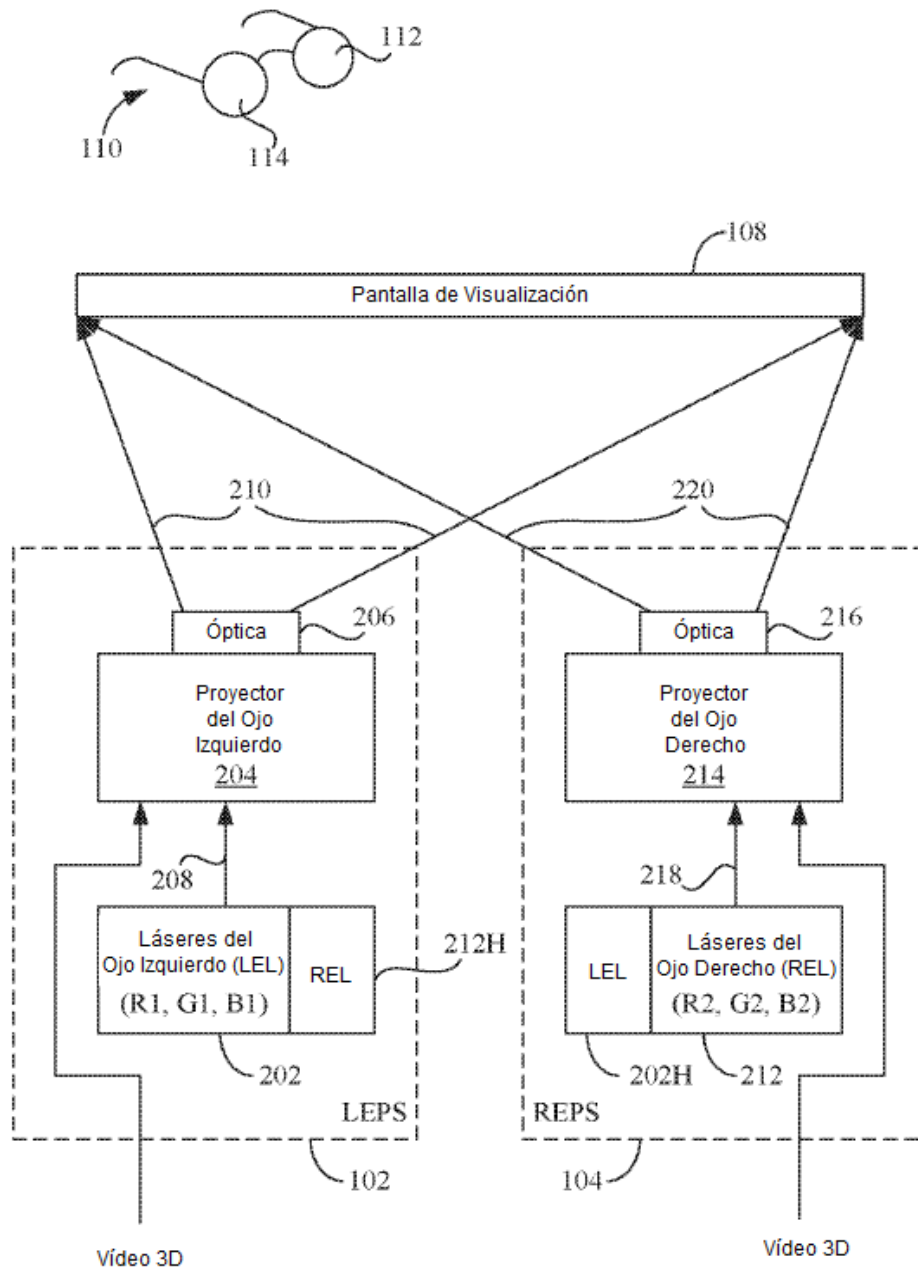 112
110
114
108
Pantalla de Visualización
210
220
Óptica
206
Óptica
216
Proyector
del Ojo
Izquierdo
204
Proyector
del Ojo
Derecho
214
208
218
Láseres del
Ojo Izquierdo (LEL)
(R1, G1, B1)
REL
212H
LEL
Láseres del
Ojo Derecho (REL)
(R2, G2, B2)
202
202H
212
LEPS
REPS
102
104
Vídeo 3D
Vídeo 3D